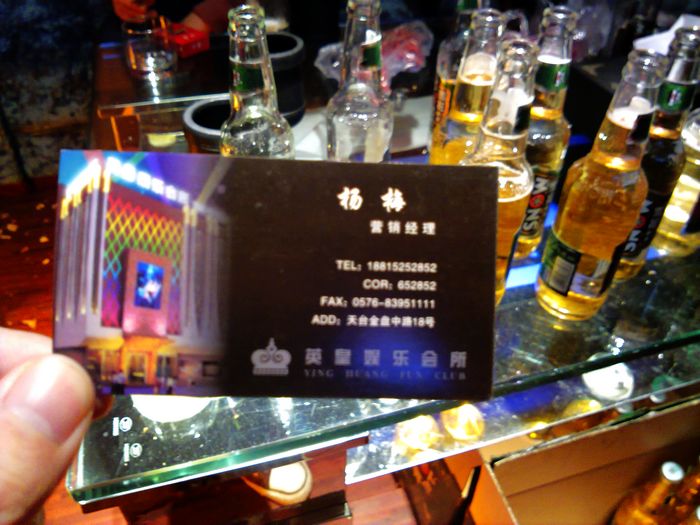 杨 梅
营销经理
TEL: 18815252852
COR: 652852
FAX: 0576-83951111
ADD: 天台金盘中路18号
英皇娱乐会所
YING HUANG FUN CLUB
SNOW